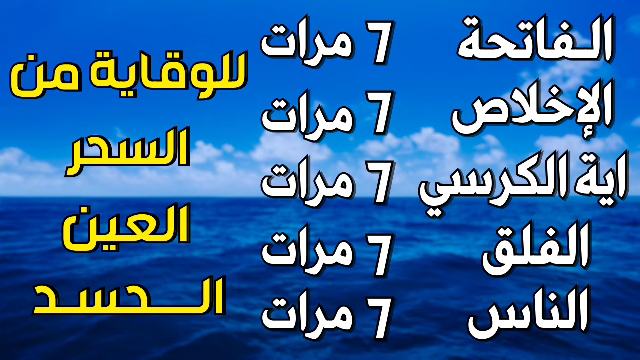 الفاتحة 7 مرات
الإخلاص 7 مرات
اية الكرسي 7 مرات
الفلق 7 مرات
الناس 7 مرات
للوقاية من
السحر
العين
الـــحسـد